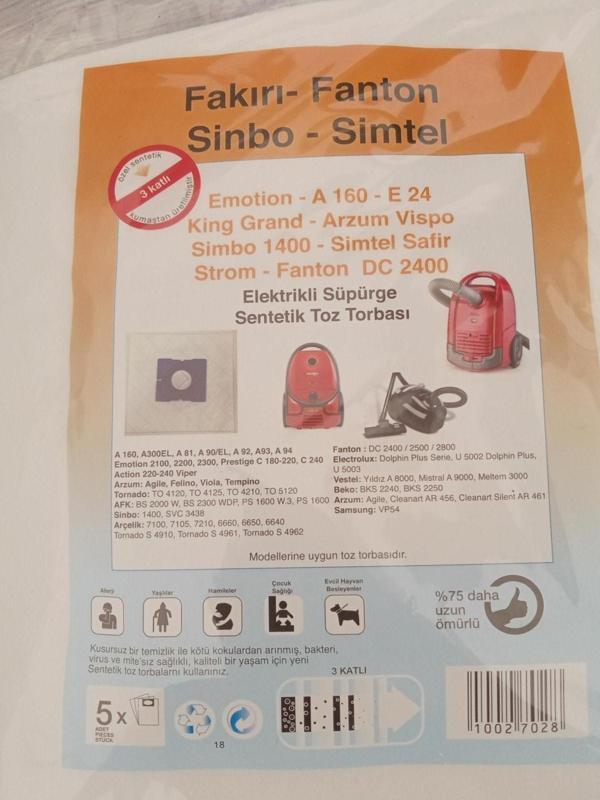 Fakırı- Fanton
Sinbo - Simtel
özel sentetik
3 katlı
kumaştan üretilmiştir
Emotion - A 160 - E 24
King Grand - Arzum Vispo
Simbo 1400 - Simtel Safir
Strom - Fanton DC 2400
Elektrikli Süpürge
Sentetik Toz Torbası
A 160, A300EL, A 81, A 90/EL, A 92, A93, A 94
Emotion 2100, 2200, 2300, Prestige C 180-220, C 240
Action 220-240 Viper
Arzum: Agile, Felino, Viola, Tempino
Tornado: TO 4120, TO 4125, TO 4210, TO 5120
AFK: BS 2000 W, BS 2300 WDP, PS 1600 W.3, PS 1600
Sinbo: 1400, SVC 3438
Arçelik: 7100, 7105, 7210, 6660, 6650, 6640
Tornado S 4910, Tornado S 4961, Tornado S 4962
Fanton : DC 2400 / 2500 / 2800
Electrolux: Dolphin Plus Serie, U 5002 Dolphin Plus,
U 5003
Vestel: Yıldız A 8000, Mistral A 9000, Meltem 3000
Beko: BKS 2240, BKS 2250
Arzum: Agile, Cleanart AR 456, Cleanart Silent AR 461
Samsung: VP54
Modellerine uygun toz torbasıdır.
Alerji
Yaşlılar
Hamileler
Çocuk
Sağlığı
Evcil Hayvan
Besleyenler
%75 daha
uzun
ömürlü
Kusursuz bir temizlik ile kötü kokulardan arınmış, bakteri,
virus ve mite'sız sağlıklı, kaliteli bir yaşam için yeni
Sentetik toz torbalarnı kullanınız.
3 KATLI
5x
ADET
PIECES
STÜCK
18
10027028